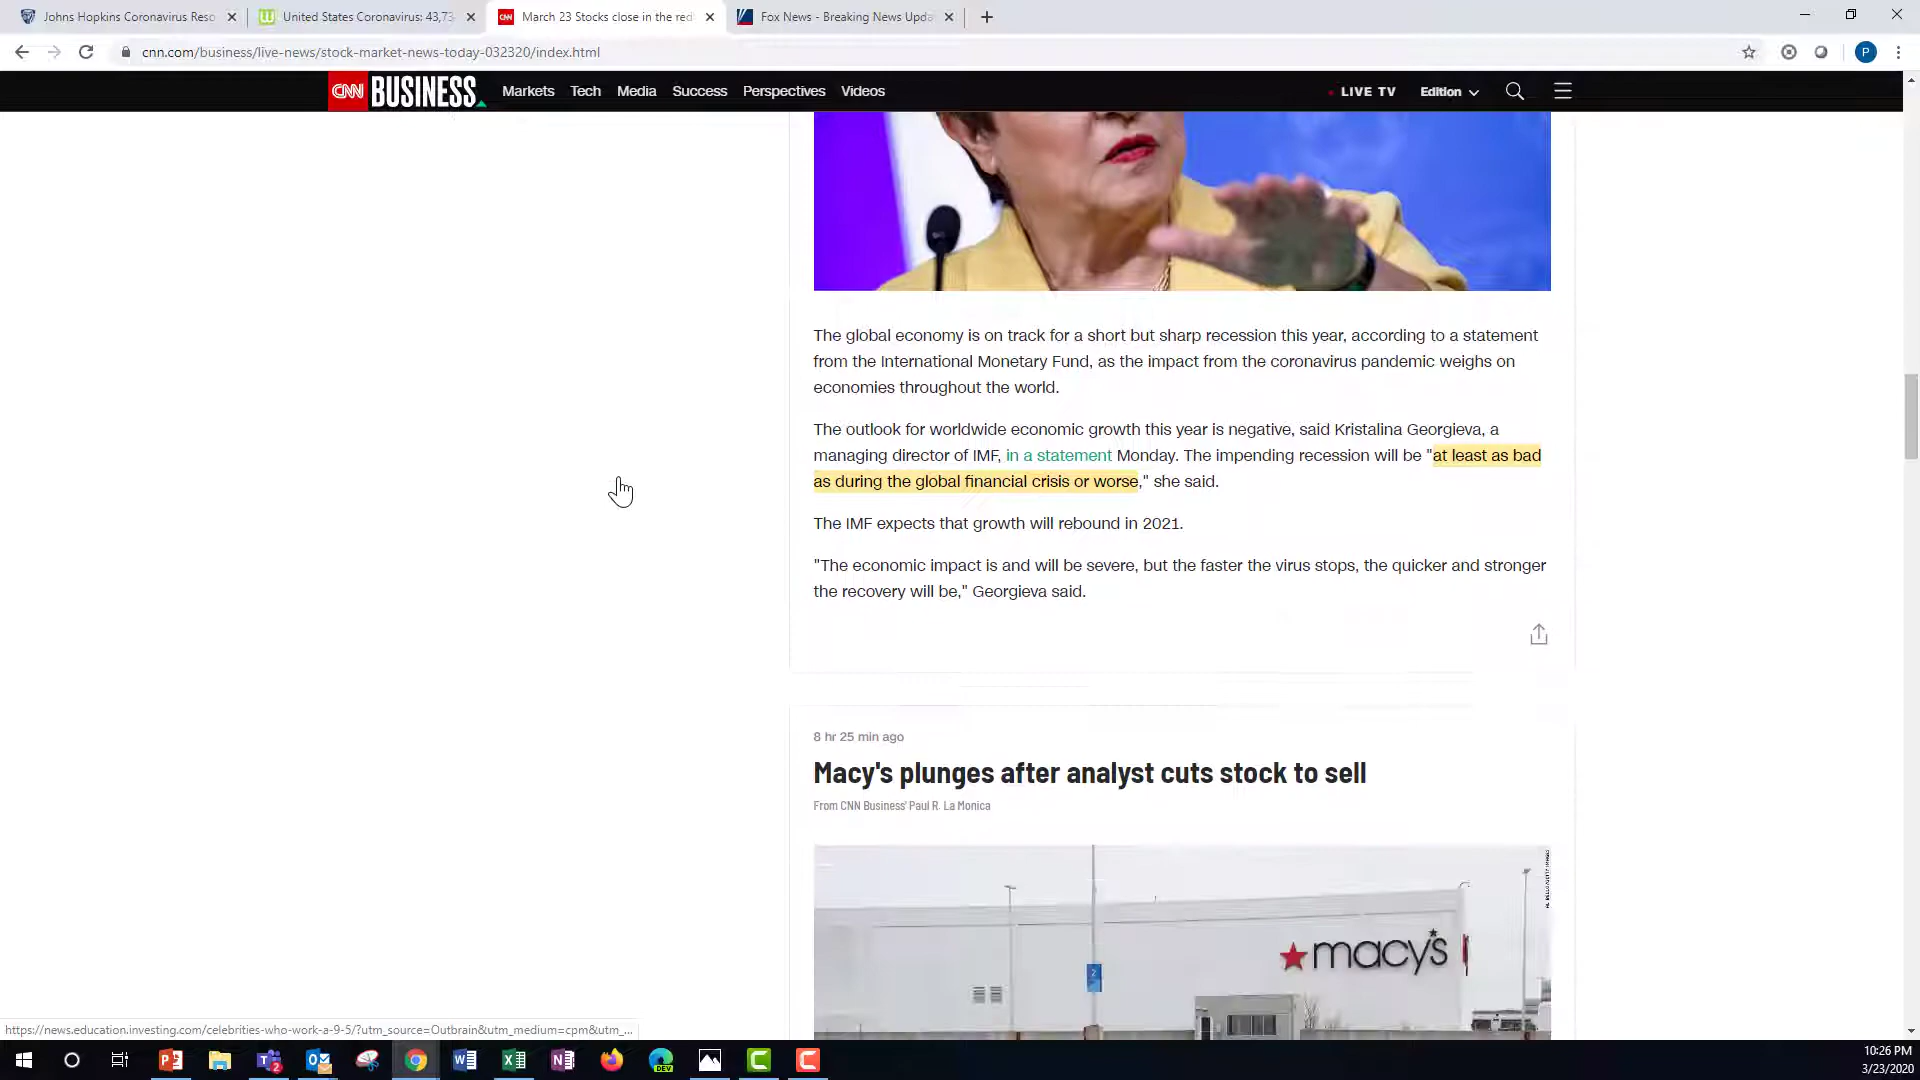 Johns Hopkins Coronavirus Reso
United States Coronavirus: 43,73
March 23 Stocks close in the red
Fox News - Breaking News Upda
cnn.com/business/live-news/stock-market-news-today-032320/index.html
P
CNN BUSINESS Markets Tech Media Success Perspectives Videos LIVE TV Edition
The global economy is on track for a short but sharp recession this year, according to a statement
from the International Monetary Fund, as the impact from the coronavirus pandemic weighs on
economies throughout the world.
The outlook for worldwide economic growth this year is negative, said Kristalina Georgieva, a
managing director of IMF, in a statement Monday. The impending recession will be "at least as bad
as during the global financial crisis or worse," she said.
The IMF expects that growth will rebound in 2021.
"The economic impact is and will be severe, but the faster the virus stops, the quicker and stronger
the recovery will be," Georgieva said.
8 hr 25 min ago
Macy's plunges after analyst cuts stock to sell
From CNN Business' Paul R. La Monica
macy's
2
https://news.education.investing.com/celebrities-who-work-a-9-5/?utm_source=Outbrain&utm_medium=cpm&utm_...
10:26 PM
3/23/2020